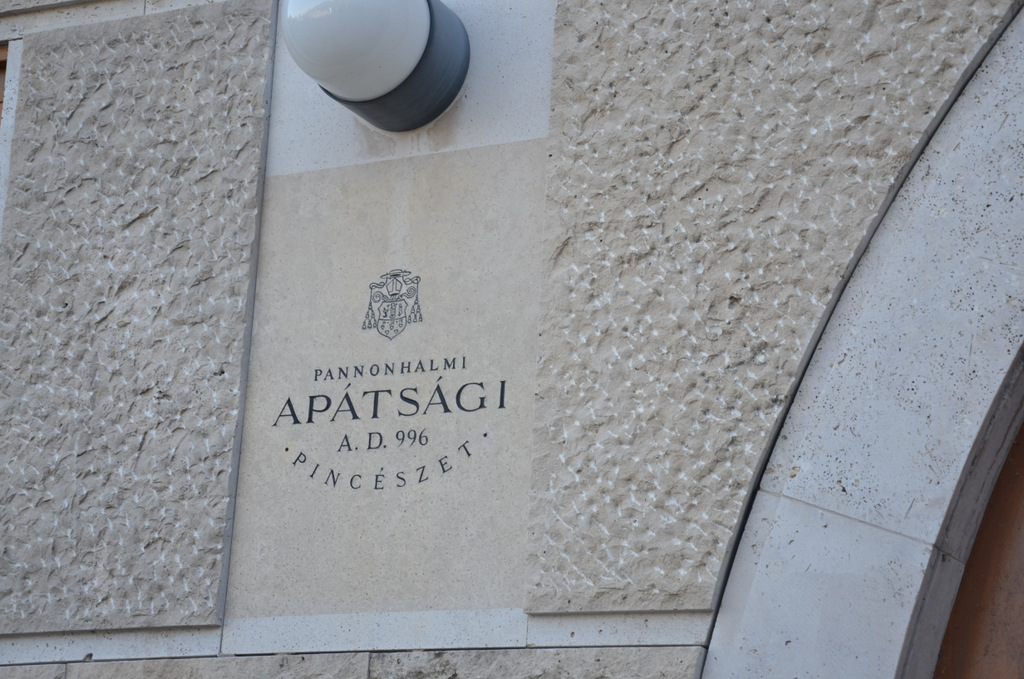 PANNONHALMI
APÁTSÁGI
A. D. 996
· PINCÉSZET ·